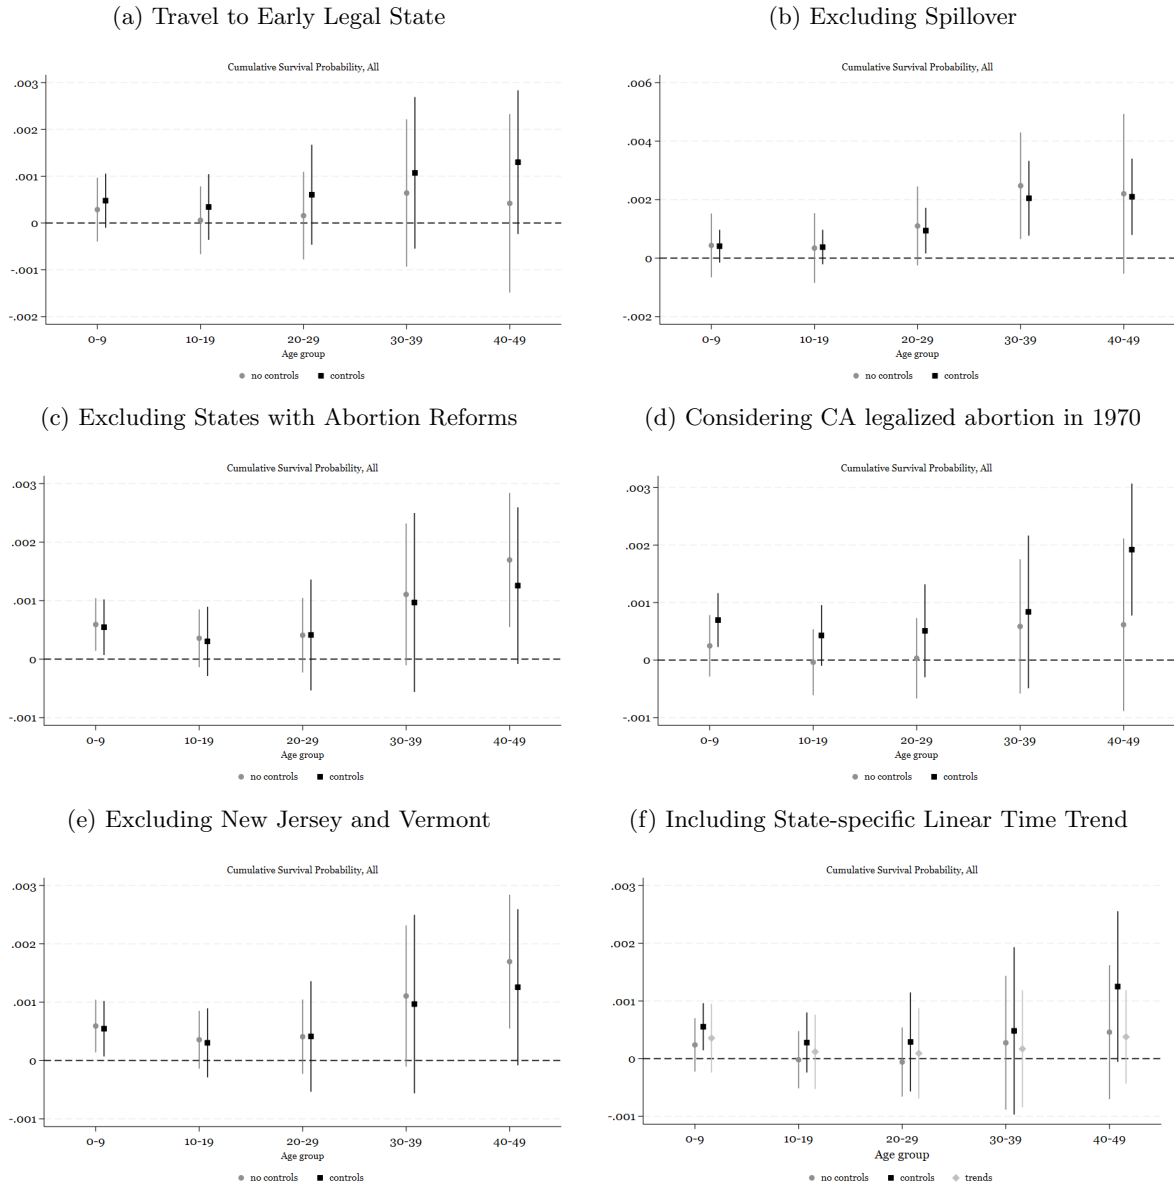 (a) Travel to Early Legal State
Cumulative Survival Probability, All
.003
.002
.001
0
-.001
-.002
0-9 10-19 20-29 30-39 40-49
Age group
no controls controls
(b) Excluding Spillover
Cumulative Survival Probability, All
.006
.004
.002
0
-.002
0-9 10-19 20-29 30-39 40-49
Age group
no controls controls
(c) Excluding States with Abortion Reforms
Cumulative Survival Probability, All
.003
.002
.001
0
-.001
0-9 10-19 20-29 30-39 40-49
Age group
no controls controls
(d) Considering CA legalized abortion in 1970
Cumulative Survival Probability, All
.003
.002
.001
0
-.001
0-9 10-19 20-29 30-39 40-49
Age group
no controls controls
(e) Excluding New Jersey and Vermont
Cumulative Survival Probability, All
.003
.002
.001
0
-.001
0-9 10-19 20-29 30-39 40-49
Age group
no controls controls
(f) Including State-specific Linear Time Trend
Cumulative Survival Probability, All
.003
.002
.001
0
-.001
0-9 10-19 20-29 30-39 40-49
Age group
no controls controls trends